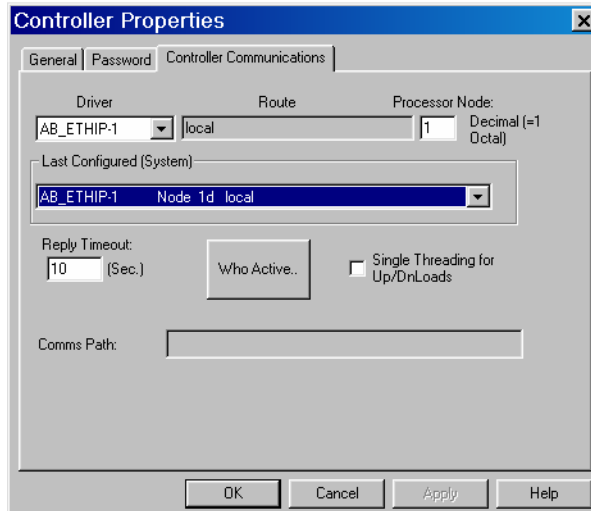 Controller Properties
General Password Controller Communications
Driver Route Processor Node:
AB_ETHIP-1 local 1 Decimal (=1
Octal)
Last Configured (System)
AB_ETHIP-1 Node 1d local
Reply Timeout:
10 (Sec.) Who Active.. Single Threading for
Up/DnLoads
Comms Path:
OK Cancel Apply Help